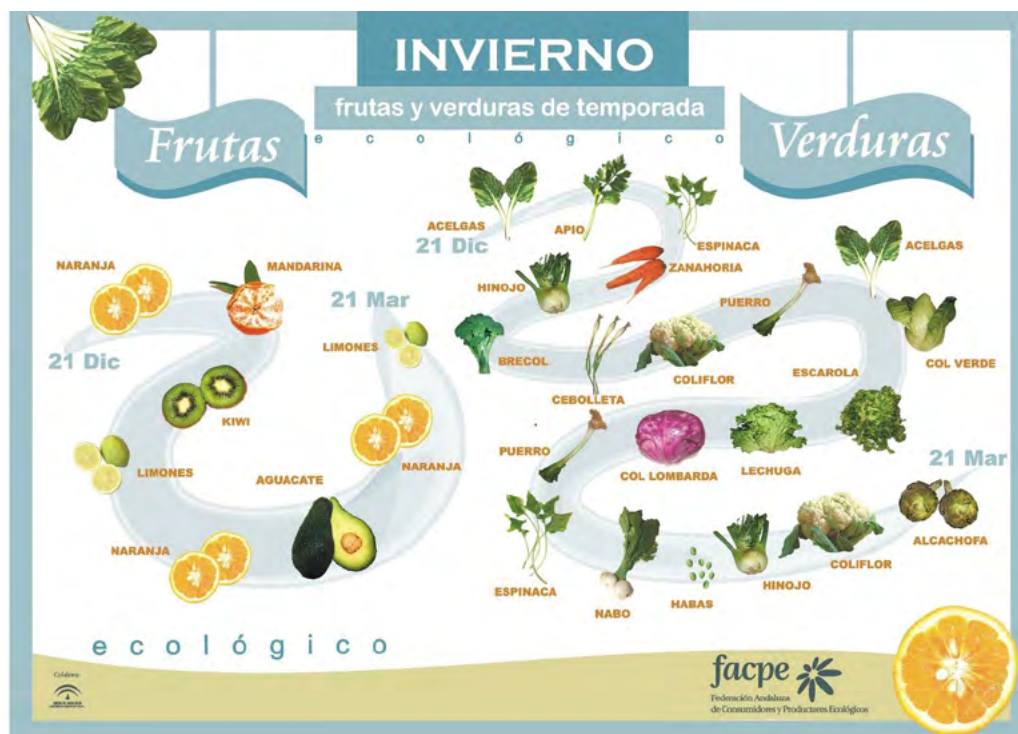 INVIERNO
frutas y verduras de temporada
ecológico
Frutas
Verduras
21 Dic
NARANJA
MANDARINA
KIWI
LIMONES
NARANJA
AGUACATE
NARANJA
LIMONES
21 Mar
21 Dic
ACELGAS
APIO
ESPINACA
ZANAHORIA
HINOJO
BRECOL
CEBOLLETA
COLIFLOR
PUERRO
ACELGAS
COL VERDE
ESCAROLA
LECHUGA
COL LOMBARDA
PUERRO
ESPINACA
NABO
HABAS
HINOJO
COLIFLOR
ALCACHOFA
21 Mar
ecológico
facpe
Federación Andaluza
de Consumidores y Productores Ecológicos